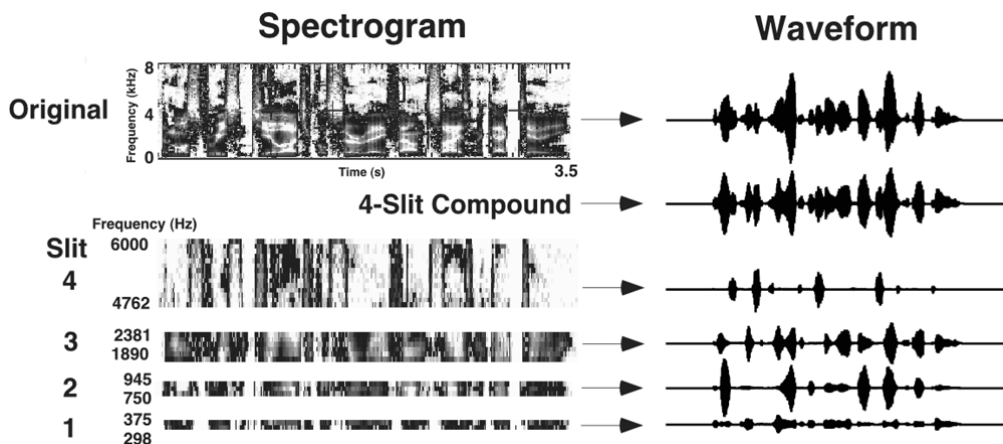 Spectrogram
Waveform
Original
Frequency (kHz)
8
4
0
Time (s)
3.5
4-Slit Compound
Frequency (Hz)
Slit
4
6000
4762
3
2381
1890
2
945
750
1
375
298